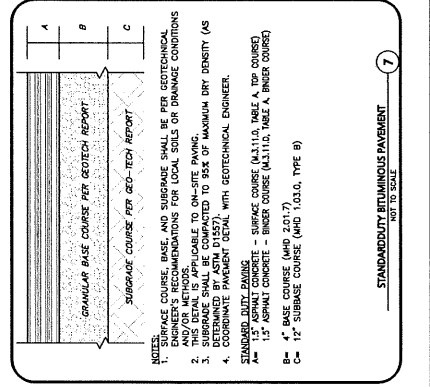 A
GRANULAR BASE COURSE PER GEOTECH REPORT
B
SUBGRADE COURSE PER GEO-TECH REPORT
C
NOTES:
1. SURFACE COURSE, BASE, AND SUBGRADE SHALL BE PER GEOTECHNICAL
ENGINEER'S RECOMMENDATIONS FOR LOCAL SOILS OR DRAINAGE CONDITIONS
AND/OR METHODS.
2. THIS DETAIL IS APPLICABLE TO ON-SITE PAVING.
3. SUBGRADE SHALL BE COMPACTED TO 95% OF MAXIMUM DRY DENSITY (AS
DETERMINED BY ASTM D1557).
4. COORDINATE PAVEMENT DETAIL WITH GEOTECHNICAL ENGINEER.
STANDARD DUTY PAVING
A= 1.5" ASPHALT CONCRETE - SURFACE COURSE (M.3.11.0, TABLE A, TOP COURSE)
1.5" ASPHALT CONCRETE - BINDER COURSE (M.3.11.0, TABLE A, BINDER COURSE)
B= 4" BASE COURSE (MHD 2.01.7)
C= 12" SUBBASE COURSE (MHD 1.03.0, TYPE B)
STANDARDDUTY BITUMINOUS PAVEMENT
NOT TO SCALE
7